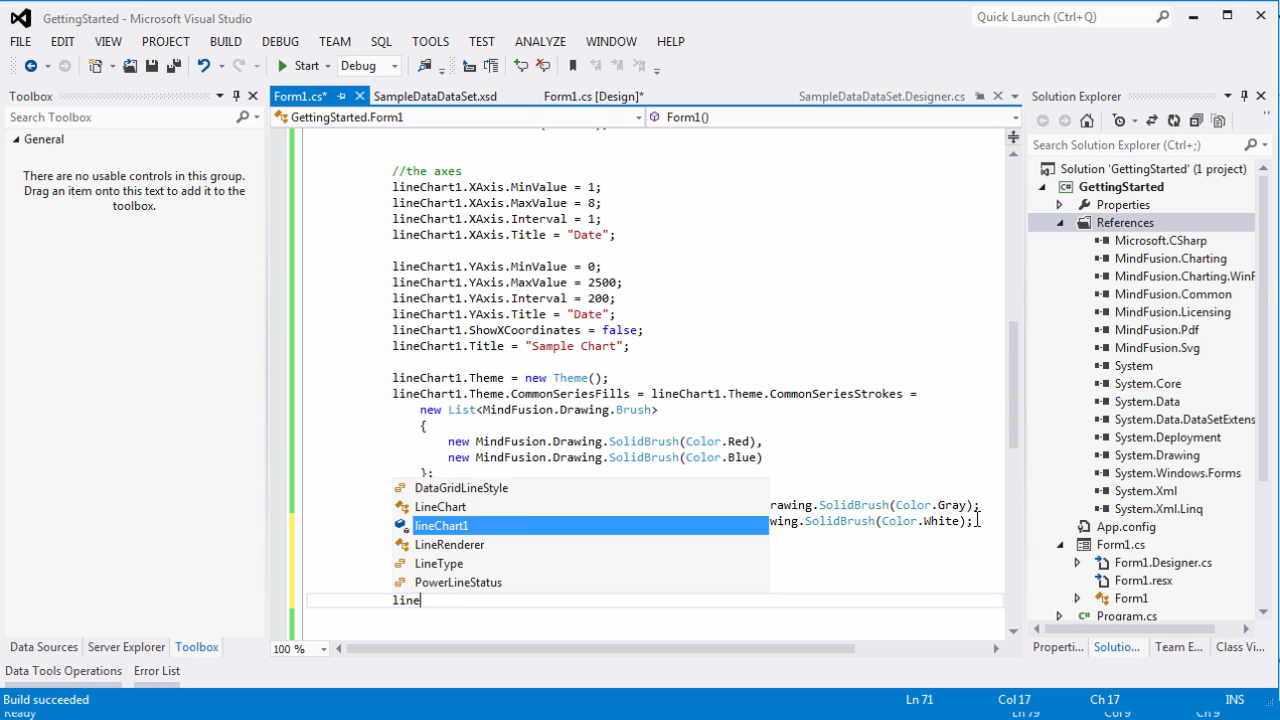 GettingStarted - Microsoft Visual Studio
Quick Launch (Ctrl+Q)
FILE EDIT VIEW PROJECT BUILD DEBUG TEAM SQL TOOLS TEST ANALYZE WINDOW HELP
Start Debug
Toolbox
Search Toolbox
General
There are no usable controls in this group. Drag an item onto this text to add it to the toolbox.
Data Sources Server Explorer Toolbox
Form1.cs* SampleDataDataSet.xsd Form1.cs [Design]* SampleDataDataSet.Designer.cs
GettingStarted.Form1 Form1()
//the axes
lineChart1.XAxis.MinValue = 1;
lineChart1.XAxis.MaxValue = 8;
lineChart1.XAxis.Interval = 1;
lineChart1.XAxis.Title = "Date";
lineChart1.YAxis.MinValue = 0;
lineChart1.YAxis.MaxValue = 2500;
lineChart1.YAxis.Interval = 200;
lineChart1.YAxis.Title = "Date";
lineChart1.ShowXCoordinates = false;
lineChart1.Title = "Sample Chart";
lineChart1.Theme = new Theme();
lineChart1.Theme.CommonSeriesFills = lineChart1.Theme.CommonSeriesStrokes =
new List<MindFusion.Drawing.Brush>
{
new MindFusion.Drawing.SolidBrush(Color.Red),
new MindFusion.Drawing.SolidBrush(Color.Blue)
};
DataGridLineStyle
LineChart
rawing.SolidBrush(Color.Gray);
lineChart1
wing.SolidBrush(Color.White);
LineRenderer
LineType
PowerLineStatus
line
100 %
Solution Explorer
Search Solution Explorer (Ctrl+;)
Solution 'GettingStarted' (1 project)
GettingStarted
Properties
References
Microsoft.CSharp
MindFusion.Charting
MindFusion.Charting.WinF
MindFusion.Common
MindFusion.Licensing
MindFusion.Pdf
MindFusion.Svg
System
System.Core
System.Data
System.Data.DataSetExtens
System.Deployment
System.Drawing
System.Windows.Forms
System.Xml
System.Xml.Linq
App.config
Form1.cs
Form1.Designer.cs
Form1.resx
Form1
Program.cs
Properti... Solutio... Team E... Class Vi...
Data Tools Operations Error List
Build succeeded Ln 71 Col 17 Ch 17 INS
Ready Ln 79 Col 9 Ch 9 INS